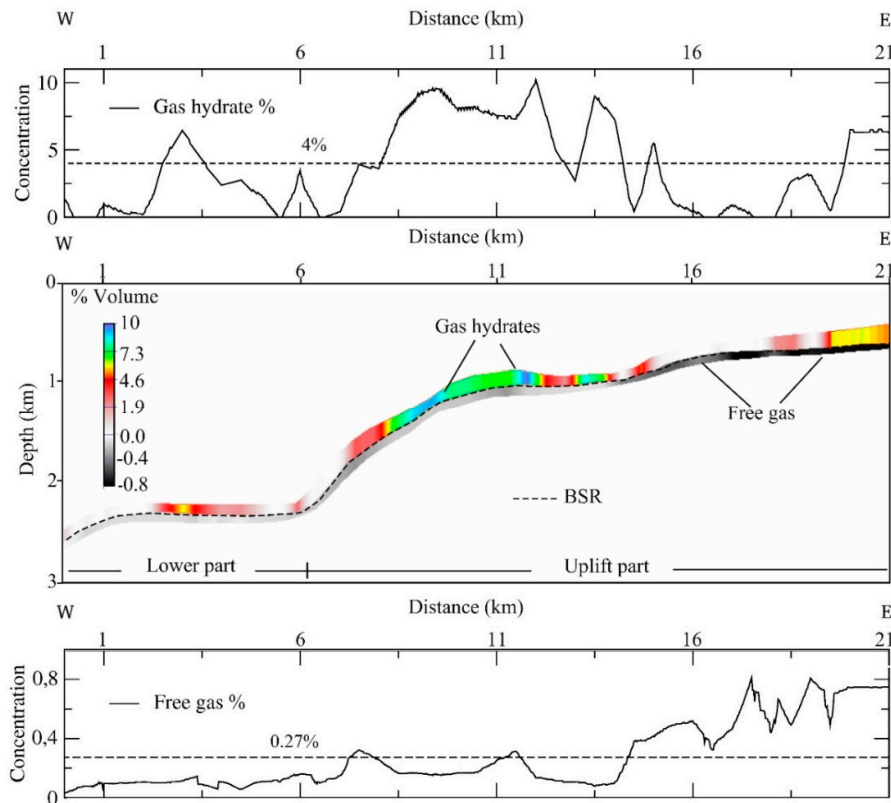 Distance (km)
W E
1 6 11 16 21
10
5
0
Concentration
Gas hydrate %
4%
Distance (km)
W E
1 6 11 16 21
0
1
2
3
Depth (km)
% Volume
10
7.3
4.6
1.9
0.0
-0.4
-0.8
Gas hydrates
Free gas
BSR
Lower part
Uplift part
Distance (km)
W E
1 6 11 16 21
0,8
0.4
0
Concentration
Free gas %
0.27%